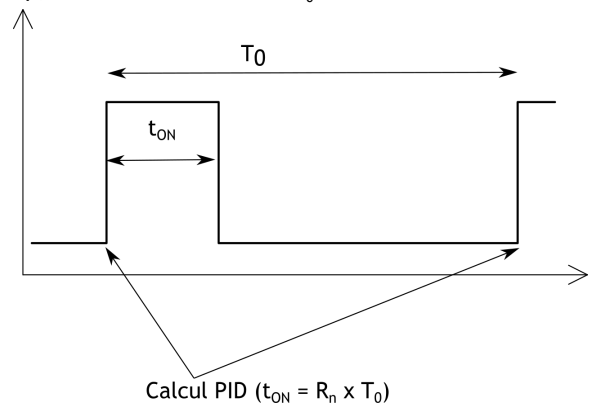 T₀
tON
Calcul PID (tON = Rn x T₀)